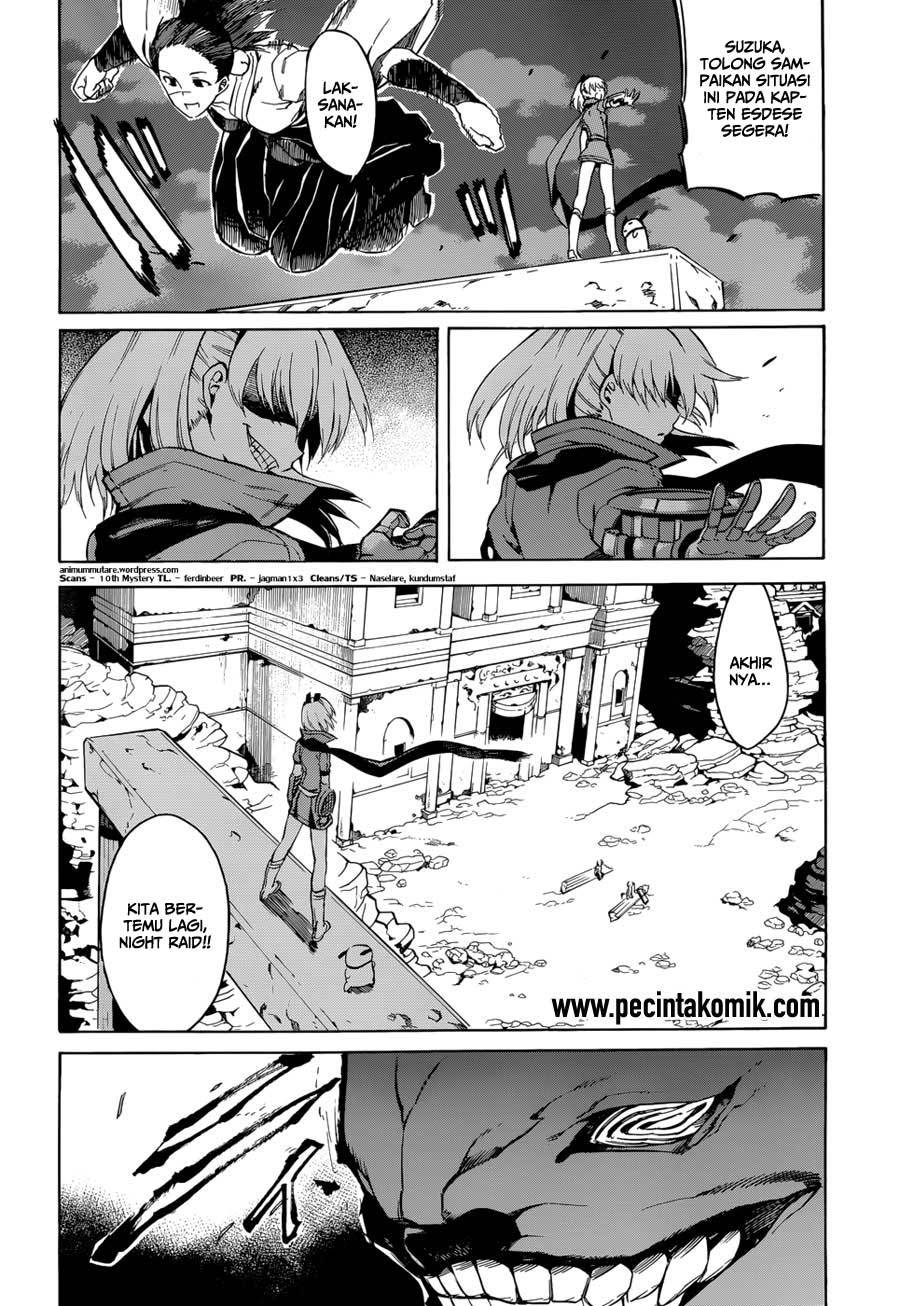 SUZUKA,
TOLONG SAM-
PAIKAN SITUASI
INI PADA KAP-
TEN ESDESE
SEGERA!
LAK-
SANA-
KAN!
animummutare.wordpress.com
Scans - 10th Mystery TL. - ferdinbeer PR. - jagman1x3 Cleans/TS - Naselare, kundumstaf
AKHIR
NYA...
KITA BER-
TEMU LAGI,
NIGHT RAID!!
www.pecintakomik.com